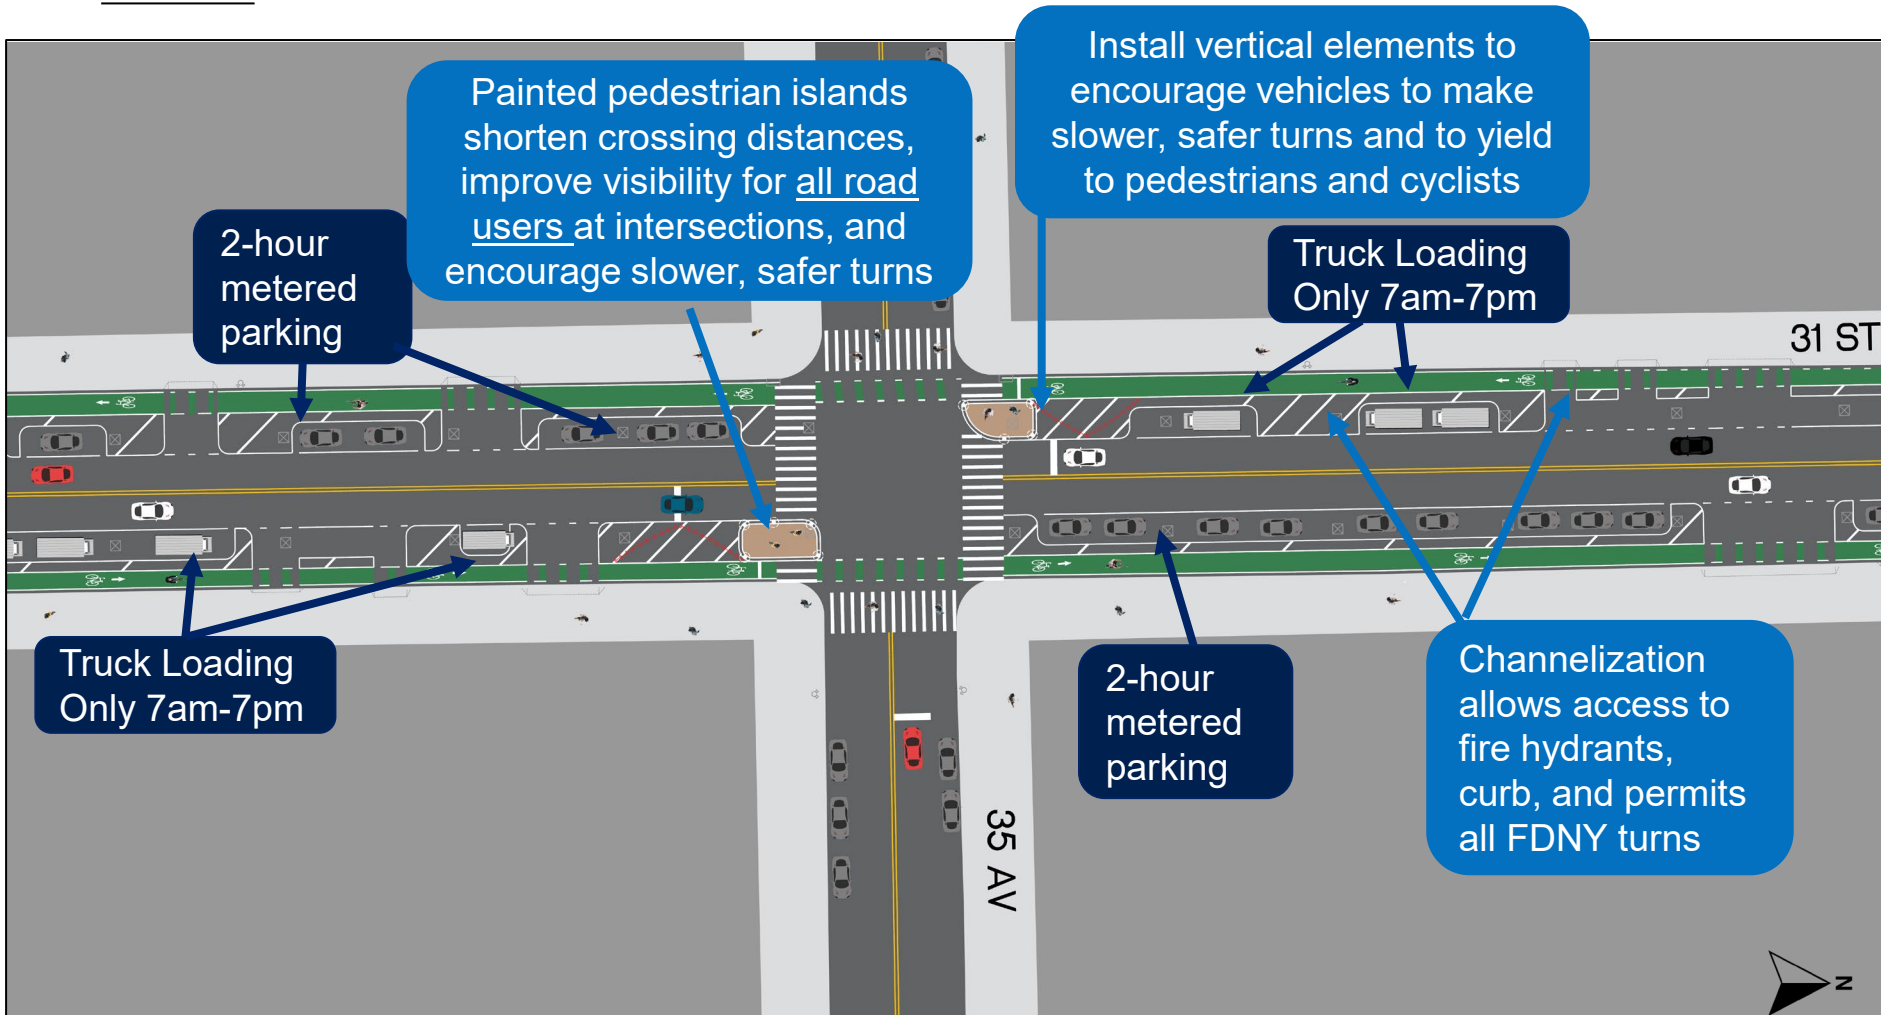 Install vertical elements to
encourage vehicles to make
slower, safer turns and to yield
to pedestrians and cyclists
Painted pedestrian islands
shorten crossing distances,
improve visibility for all road
users at intersections, and
encourage slower, safer turns
2-hour
metered
parking
Truck Loading
Only 7am-7pm
31 ST
Truck Loading
Only 7am-7pm
2-hour
metered
parking
Channelization
allows access to
fire hydrants,
curb, and permits
all FDNY turns
35 AV
N